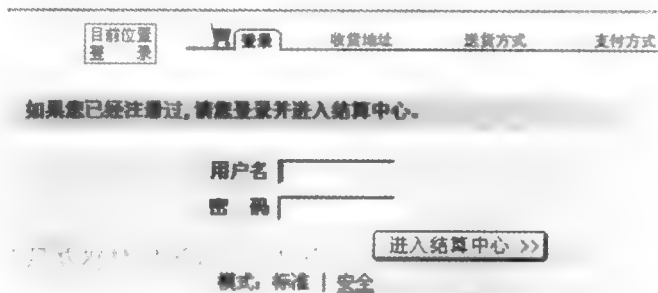 目前位置
登 录
登录 收货地址 送货方式 支付方式
如果您已经注册过,请您登录并进入结算中心。
用户名
密 码
进入结算中心 >>
模式:标准 | 安全